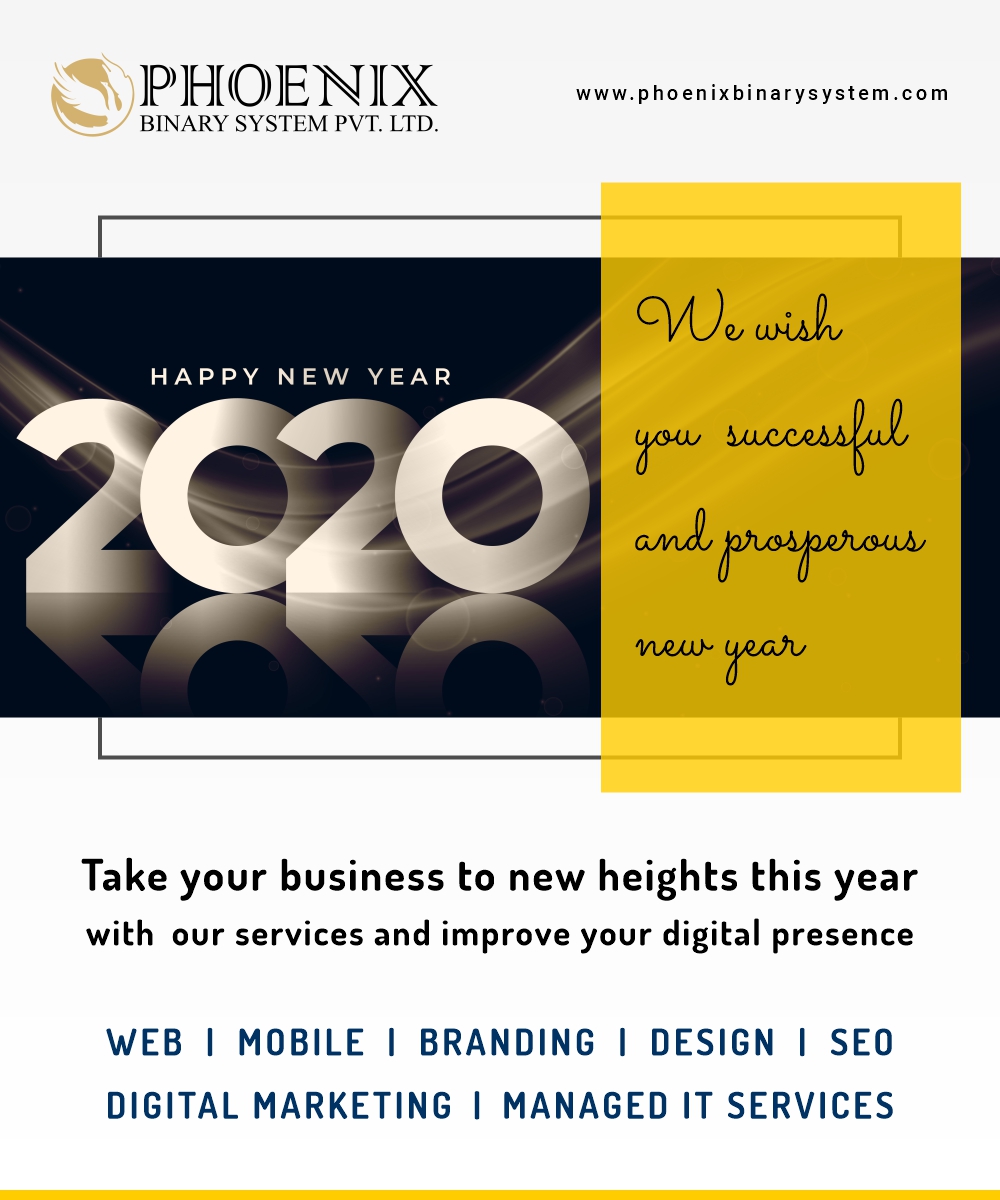 PHOENIX
BINARY SYSTEM PVT. LTD.
www.phoenixbinarysystem.com
HAPPY NEW YEAR
2020
We wish
you successful
and prosperous
new year
Take your business to new heights this year
with our services and improve your digital presence
WEB | MOBILE | BRANDING | DESIGN | SEO
DIGITAL MARKETING | MANAGED IT SERVICES